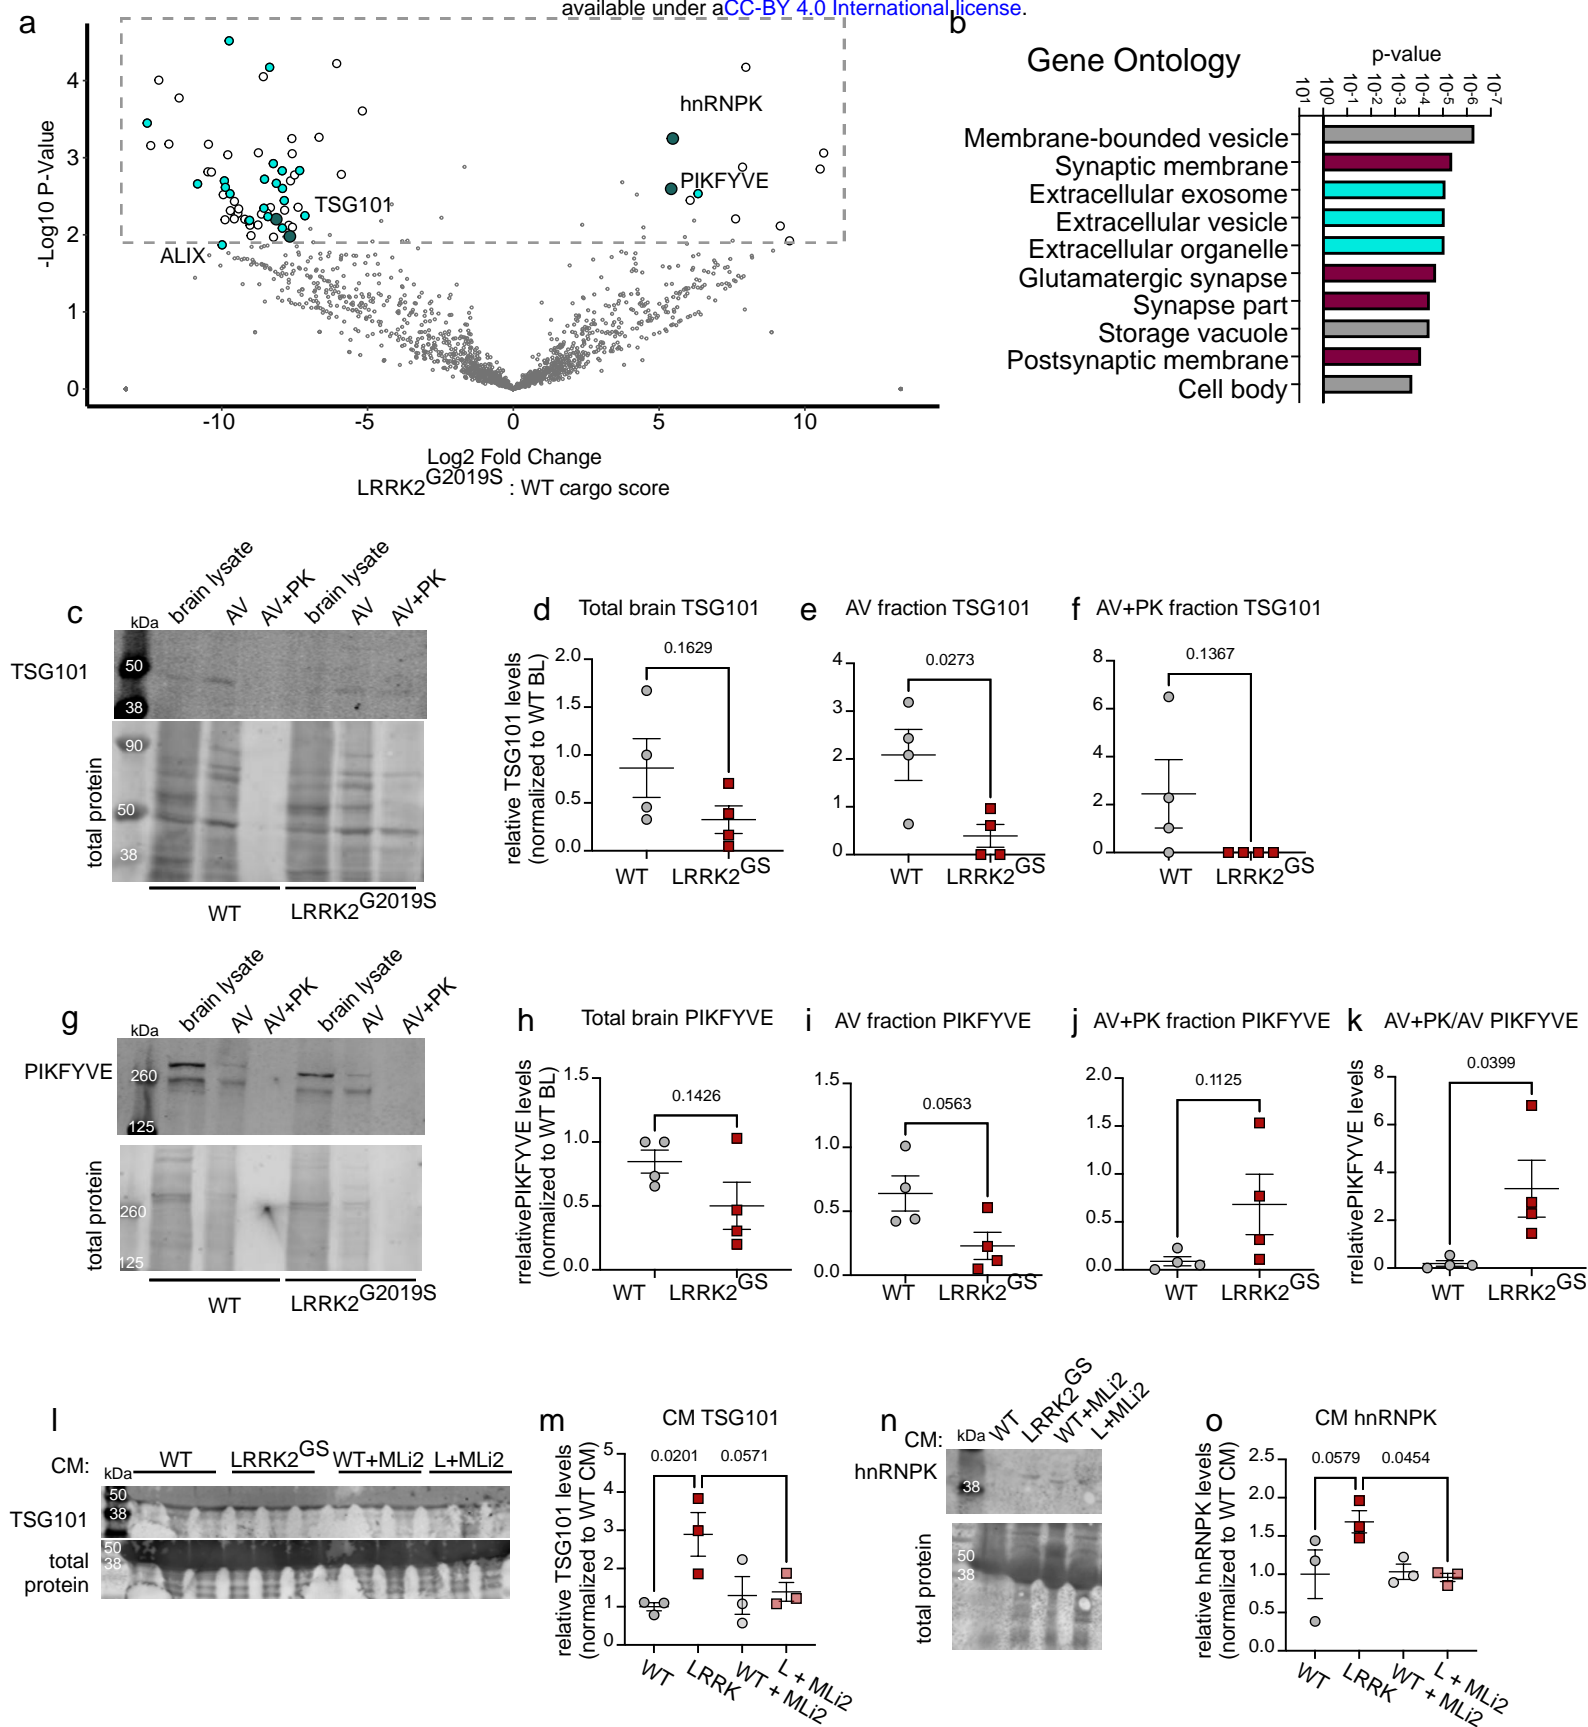 available under aCC-BY 4.0 International license.
a
-Log10 P-Value
4
3
2
1
0
hnRNPK
PIKFYVE
TSG101
ALIX
-10 -5 0 5 10
Log2 Fold Change
LRRK2G2019S : WT cargo score
b
Gene Ontology
p-value
10^1 10^0 10^-1 10^-2 10^-3 10^-4 10^-5 10^-6 10^-7
Membrane-bounded vesicle
Synaptic membrane
Extracellular exosome
Extracellular vesicle
Extracellular organelle
Glutamatergic synapse
Synapse part
Storage vacuole
Postsynaptic membrane
Cell body
c
kDa
brain lysate AV AV+PK brain lysate AV AV+PK
TSG101
50
38
total protein
90
50
38
WT LRRK2G2019S
d
Total brain TSG101
relative TSG101 levels
(normalized to WT BL)
2.0
1.5
1.0
0.5
0.0
0.1629
WT LRRK2GS
e
AV fraction TSG101
4
3
2
1
0
0.0273
WT LRRK2GS
f
AV+PK fraction TSG101
8
6
4
2
0
0.1367
WT LRRK2GS
g
kDa
brain lysate AV AV+PK brain lysate AV AV+PK
PIKFYVE
260
125
total protein
260
125
WT LRRK2G2019S
h
Total brain PIKFYVE
rrelativePIKFYVE levels
(normalized to WT BL)
1.5
1.0
0.5
0.0
0.1426
WT LRRK2GS
i
AV fraction PIKFYVE
1.5
1.0
0.5
0.0
0.0563
WT LRRK2GS
j
AV+PK fraction PIKFYVE
2.0
1.5
1.0
0.5
0.0
0.1125
WT LRRK2GS
k
AV+PK/AV PIKFYVE
rrelativePIKFYVE levels
8
6
4
2
0
0.0399
WT LRRK2GS
l
CM:
kDa
WT LRRK2GS WT+MLi2 L+MLi2
50
38
TSG101
50
38
total
protein
m
CM TSG101
relative TSG101 levels
(normalized to WT CM)
5
4
3
2
1
0
0.0201 0.0571
WT LRRK WT + MLi2 L + MLi2
n
CM:
kDa
WT LRRK2GS WT+MLi2 L+MLi2
hnRNPK
38
total protein
50
38
o
CM hnRNPK
relative hnRNPK levels
(normalized to WT CM)
2.5
2.0
1.5
1.0
0.5
0.0
0.0579 0.0454
WT LRRK WT + MLi2 L + MLi2